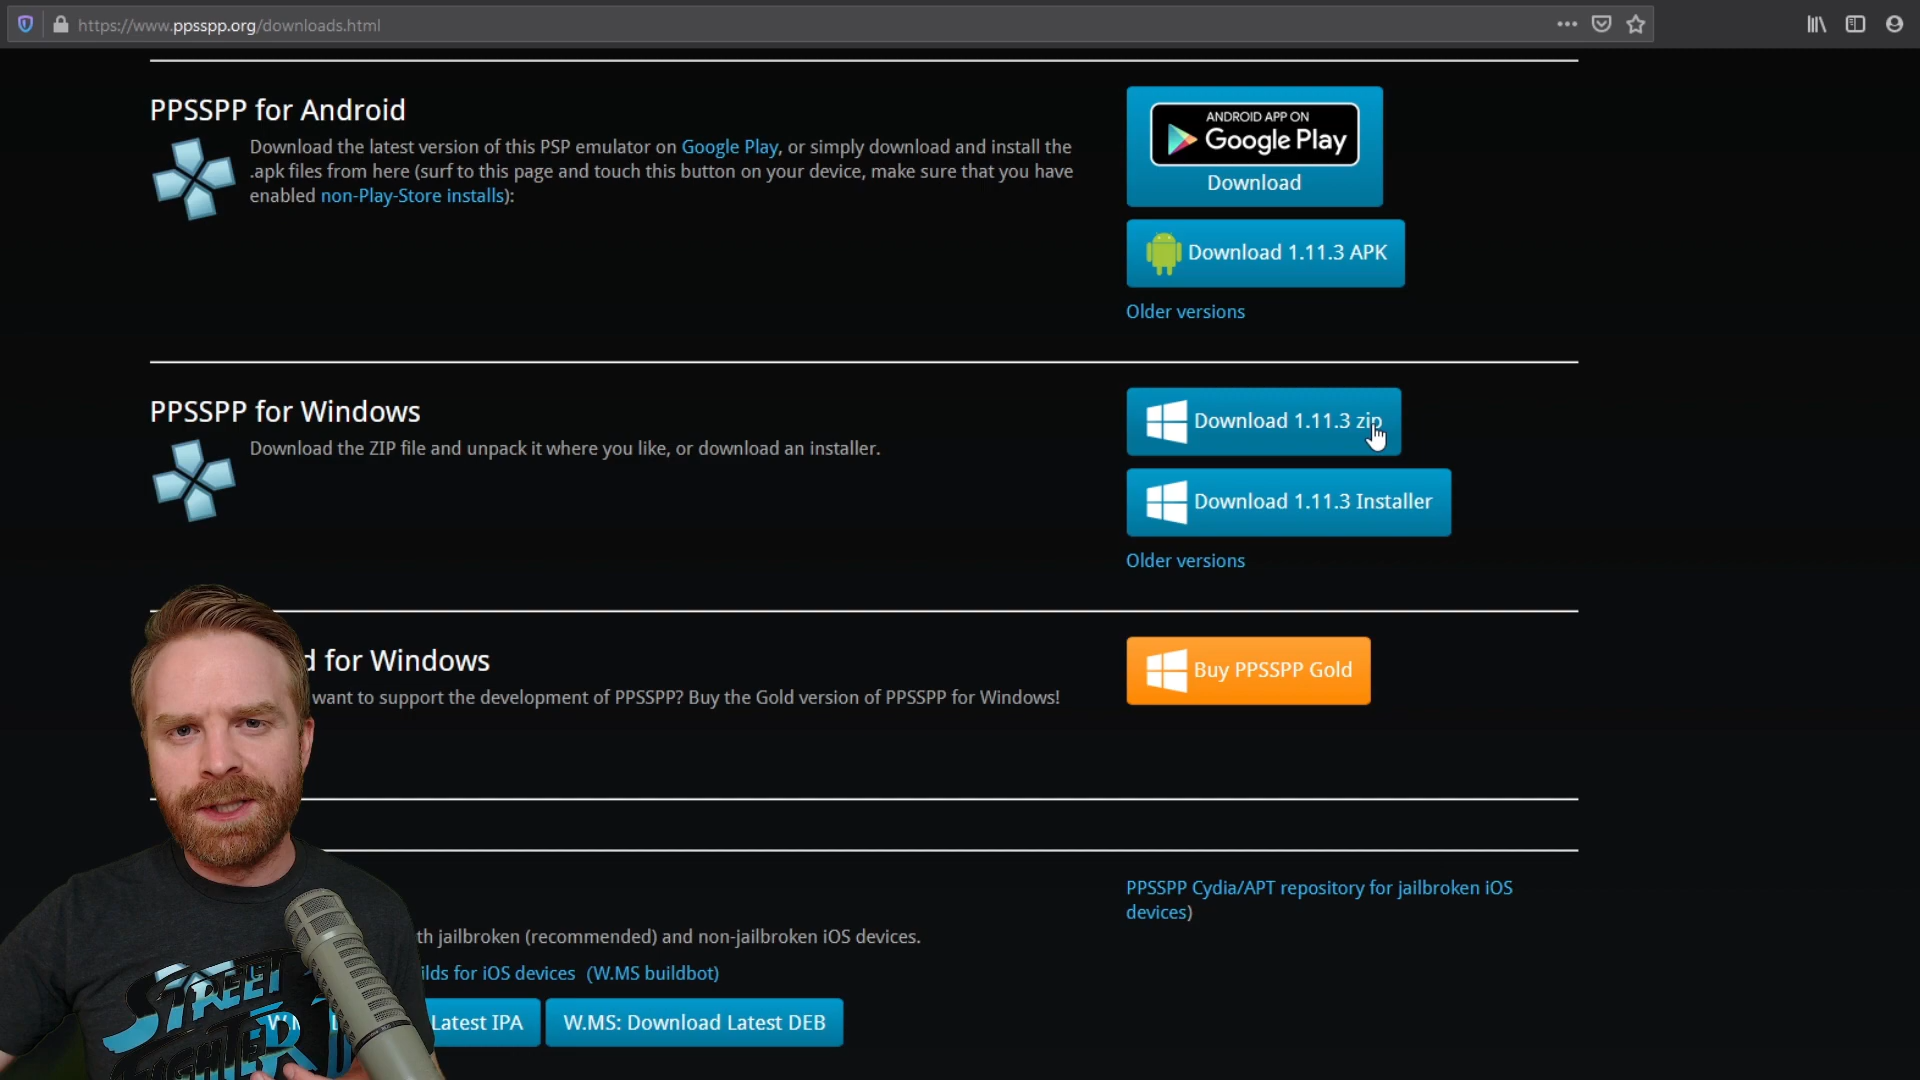 https://www.ppsspp.org/downloads.html
PPSSPP for Android
Download the latest version of this PSP emulator on Google Play, or simply download and install the
.apk files from here (surf to this page and touch this button on your device, make sure that you have
enabled non-Play-Store installs):
ANDROID APP ON
Google Play
Download
Download 1.11.3 APK
Older versions
PPSSPP for Windows
Download the ZIP file and unpack it where you like, or download an installer.
Download 1.11.3 zip
Download 1.11.3 Installer
Older versions
d for Windows
want to support the development of PPSSPP? Buy the Gold version of PPSSPP for Windows!
Buy PPSSPP Gold
PPSSPP Cydia/APT repository for jailbroken iOS
devices)
th jailbroken (recommended) and non-jailbroken iOS devices.
ilds for iOS devices (W.MS buildbot)
Latest IPA
W.MS: Download Latest DEB
STREET
FIGHTER